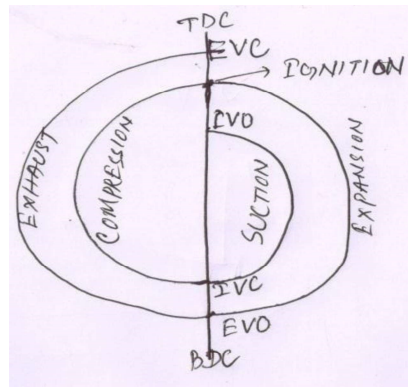 TDC
EVC
IGNITION
IVO
EXHAUST
COMPRESSION
SUCTION
EXPANSION
IVC
EVO
BDC